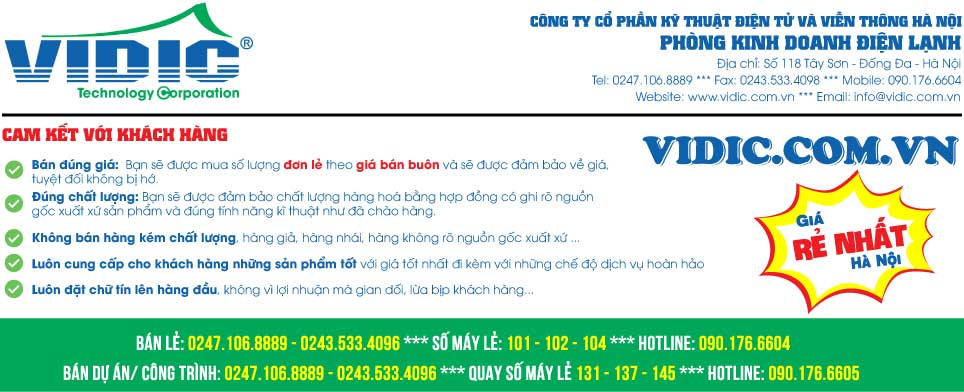 VIDIC®
Technology Corporation
CÔNG TY CỔ PHẦN KỸ THUẬT ĐIỆN TỬ VÀ VIỄN THÔNG HÀ NỘI
PHÒNG KINH DOANH ĐIỆN LẠNH
Địa chỉ: Số 118 Tây Sơn - Đống Đa - Hà Nội
Tel: 0247.106.8889 *** Fax: 0243.533.4098 *** Mobile: 090.176.6604
Website: www.vidic.com.vn *** Email: info@vidic.com.vn
CAM KẾT VỚI KHÁCH HÀNG
Bán đúng giá: Bạn sẽ được mua số lượng đơn lẻ theo giá bán buôn và sẽ được đảm bảo về giá,
tuyệt đối không bị hớ.
Đúng chất lượng: Bạn sẽ được đảm bảo chất lượng hàng hoá bằng hợp đồng có ghi rõ nguồn
gốc xuất xứ sản phẩm và đúng tính năng kĩ thuật như đã chào hàng.
Không bán hàng kém chất lượng, hàng giả, hàng nhái, hàng không rõ nguồn gốc xuất xứ ...
Luôn cung cấp cho khách hàng những sản phẩm tốt với giá tốt nhất đi kèm với những chế độ dịch vụ hoàn hảo
Luôn đặt chữ tín lên hàng đầu, không vì lợi nhuận mà gian dối, lừa bịp khách hàng...
VIDIC.COM.VN
Giá
RẺ NHẤT
HÀ NỘI
BÁN LẺ: 0247.106.8889 - 0243.533.4096 *** SỐ MÁY LẺ: 101 - 102 - 104 *** HOTLINE: 090.176.6604
BÁN DỰ ÁN/ CÔNG TRÌNH: 0247.106.8889 - 0243.533.4096 *** QUAY SỐ MÁY LẺ 131 - 137 - 145 *** HOTLINE: 090.176.6605